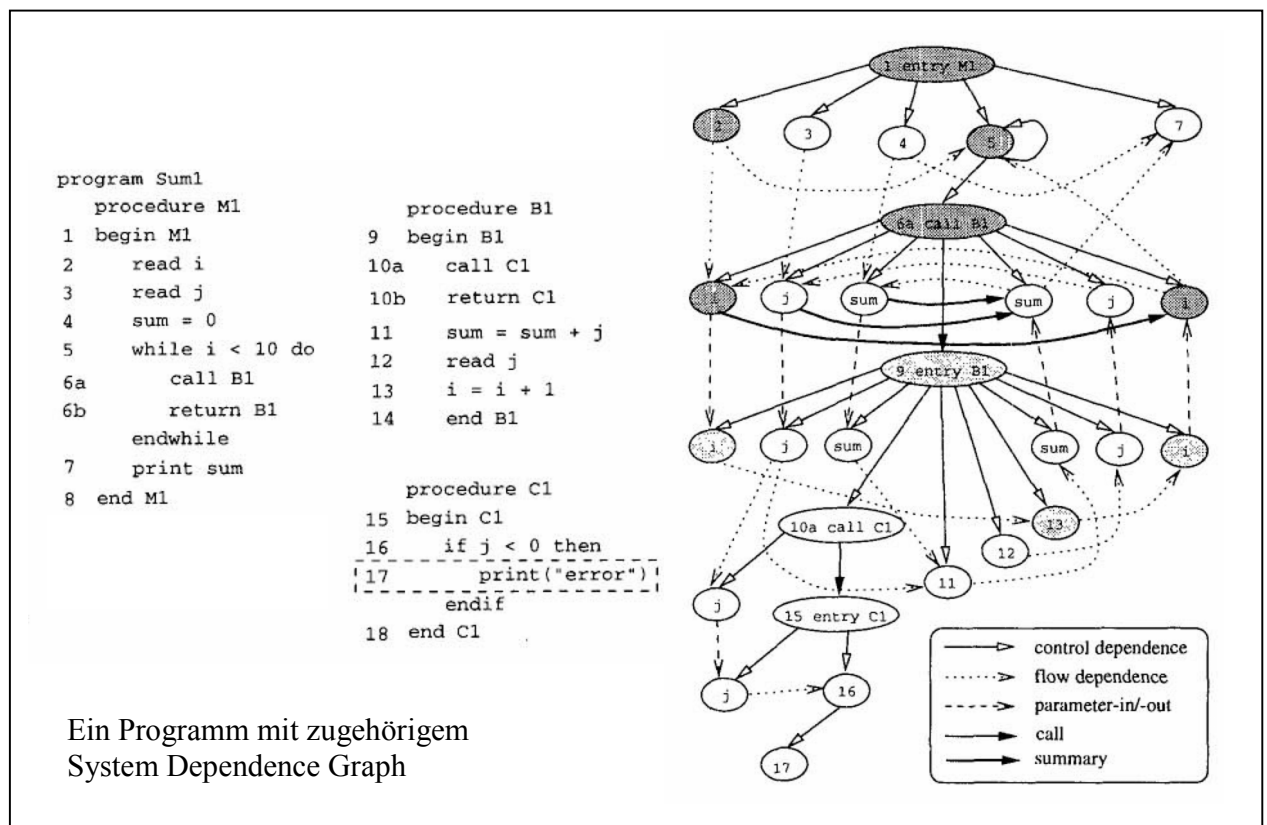 program Sum1
procedure M1
1 begin M1
2 read i
3 read j
4 sum = 0
5 while i < 10 do
6a call B1
6b return B1
endwhile
7 print sum
8 end M1
procedure B1
9 begin B1
10a call C1
10b return C1
11 sum = sum + j
12 read j
13 i = i + 1
14 end B1
procedure C1
15 begin C1
16 if j < 0 then
17 print("error")
endif
18 end C1
Ein Programm mit zugehörigem
System Dependence Graph
1 entry M1
2 3 4 5 7
6a call B1
i j sum sum j i
9 entry B1
i j sum sum j i
10a call C1
13
12
11
j
15 entry C1
j 16
17
control dependence
flow dependence
parameter-in/-out
call
summary